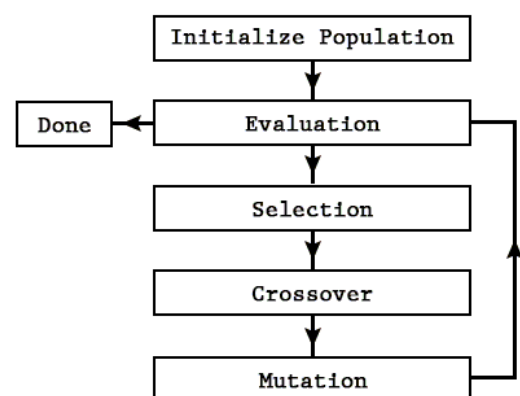 Initialize Population
Done
Evaluation
Selection
Crossover
Mutation